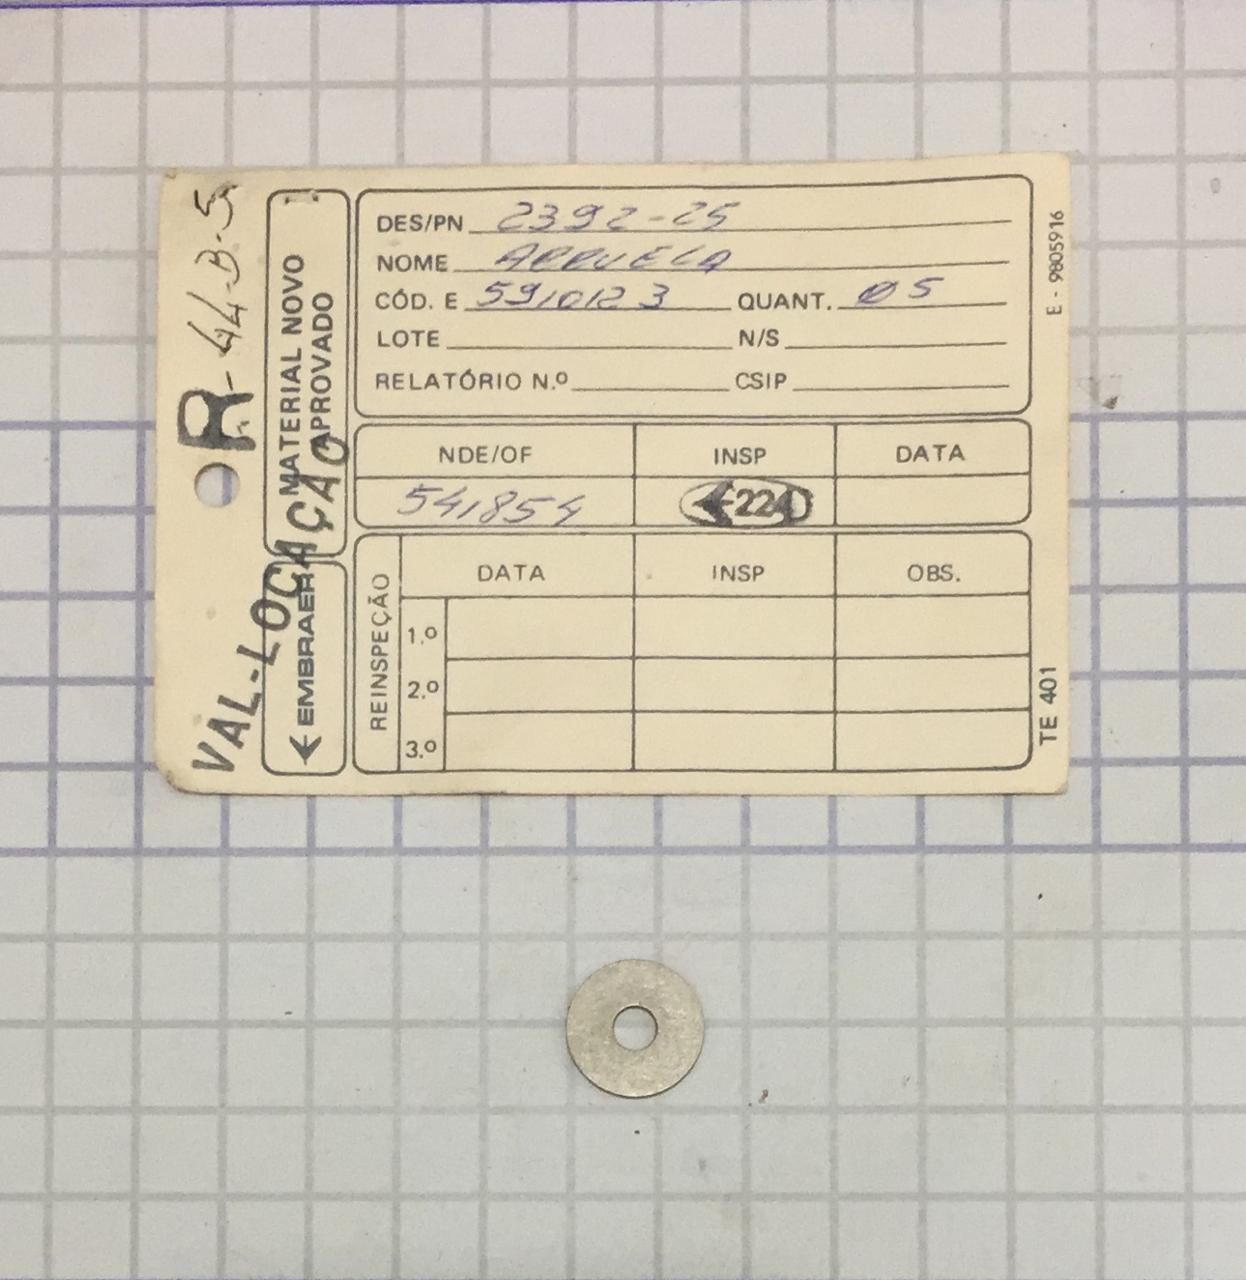 R-44-B-5
VAL-LOCAÇÃO
MATERIAL NOVO
APROVADO
EMBRAER
DES/PN 2392-25
NOME ARRUELA
CÓD. E 5910123 QUANT. 05
LOTE N/S
RELATÓRIO N.º CSIP
NDE/OF INSP DATA
541854 224
REINSPEÇÃO
DATA INSP OBS.
1.º
2.º
3.º
E - 9805916
TE 401